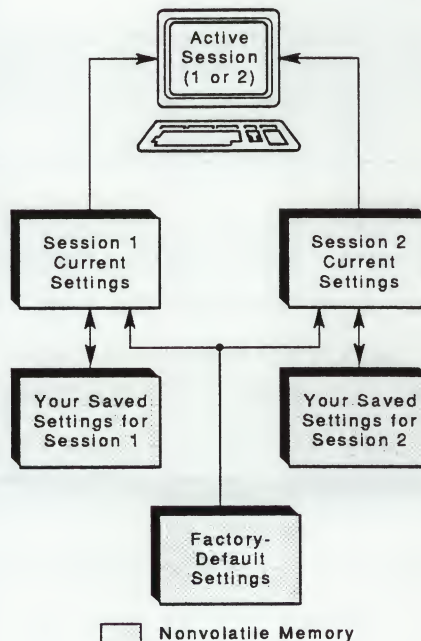 Active
Session
(1 or 2)
Session 1
Current
Settings
Session 2
Current
Settings
Your Saved
Settings for
Session 1
Your Saved
Settings for
Session 2
Factory-
Default
Settings
Nonvolatile Memory